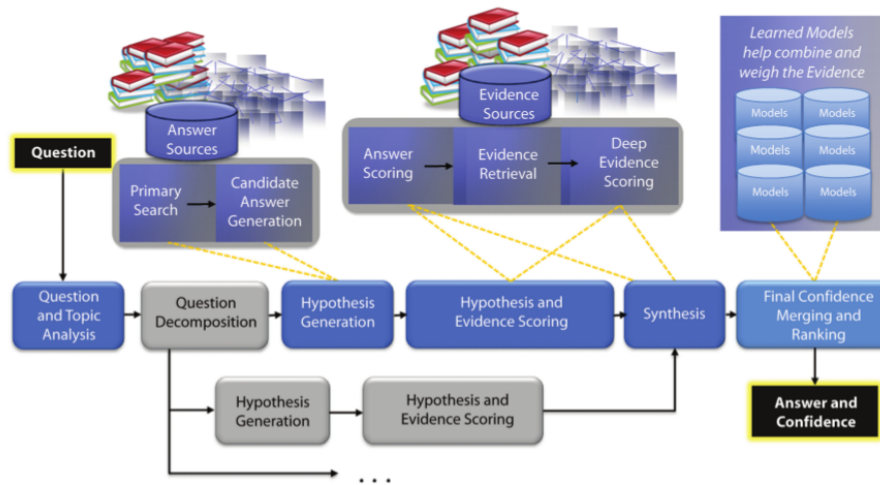 Learned Models
help combine and
weigh the Evidence
Models
Models
Models
Models
Models
Models
Answer
Sources
Evidence
Sources
Question
Primary
Search
Candidate
Answer
Generation
Answer
Scoring
Evidence
Retrieval
Deep
Evidence
Scoring
Question
and Topic
Analysis
Question
Decomposition
Hypothesis
Generation
Hypothesis and
Evidence Scoring
Synthesis
Final Confidence
Merging and
Ranking
Hypothesis
Generation
Hypothesis and
Evidence Scoring
Answer and
Confidence
. . .